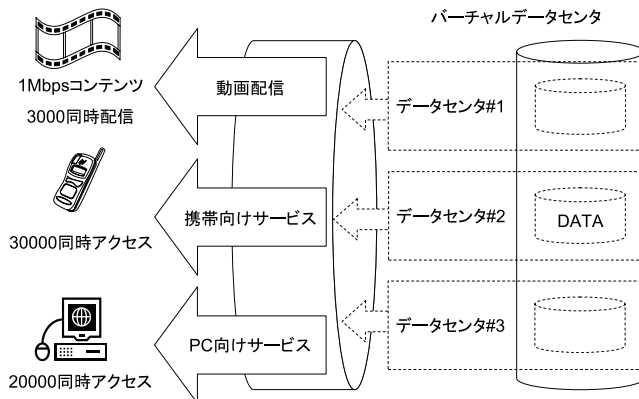 バーチャルデータセンタ
1Mbpsコンテンツ
3000同時配信
動画配信
データセンタ#1
30000同時アクセス
携帯向けサービス
データセンタ#2
DATA
20000同時アクセス
PC向けサービス
データセンタ#3